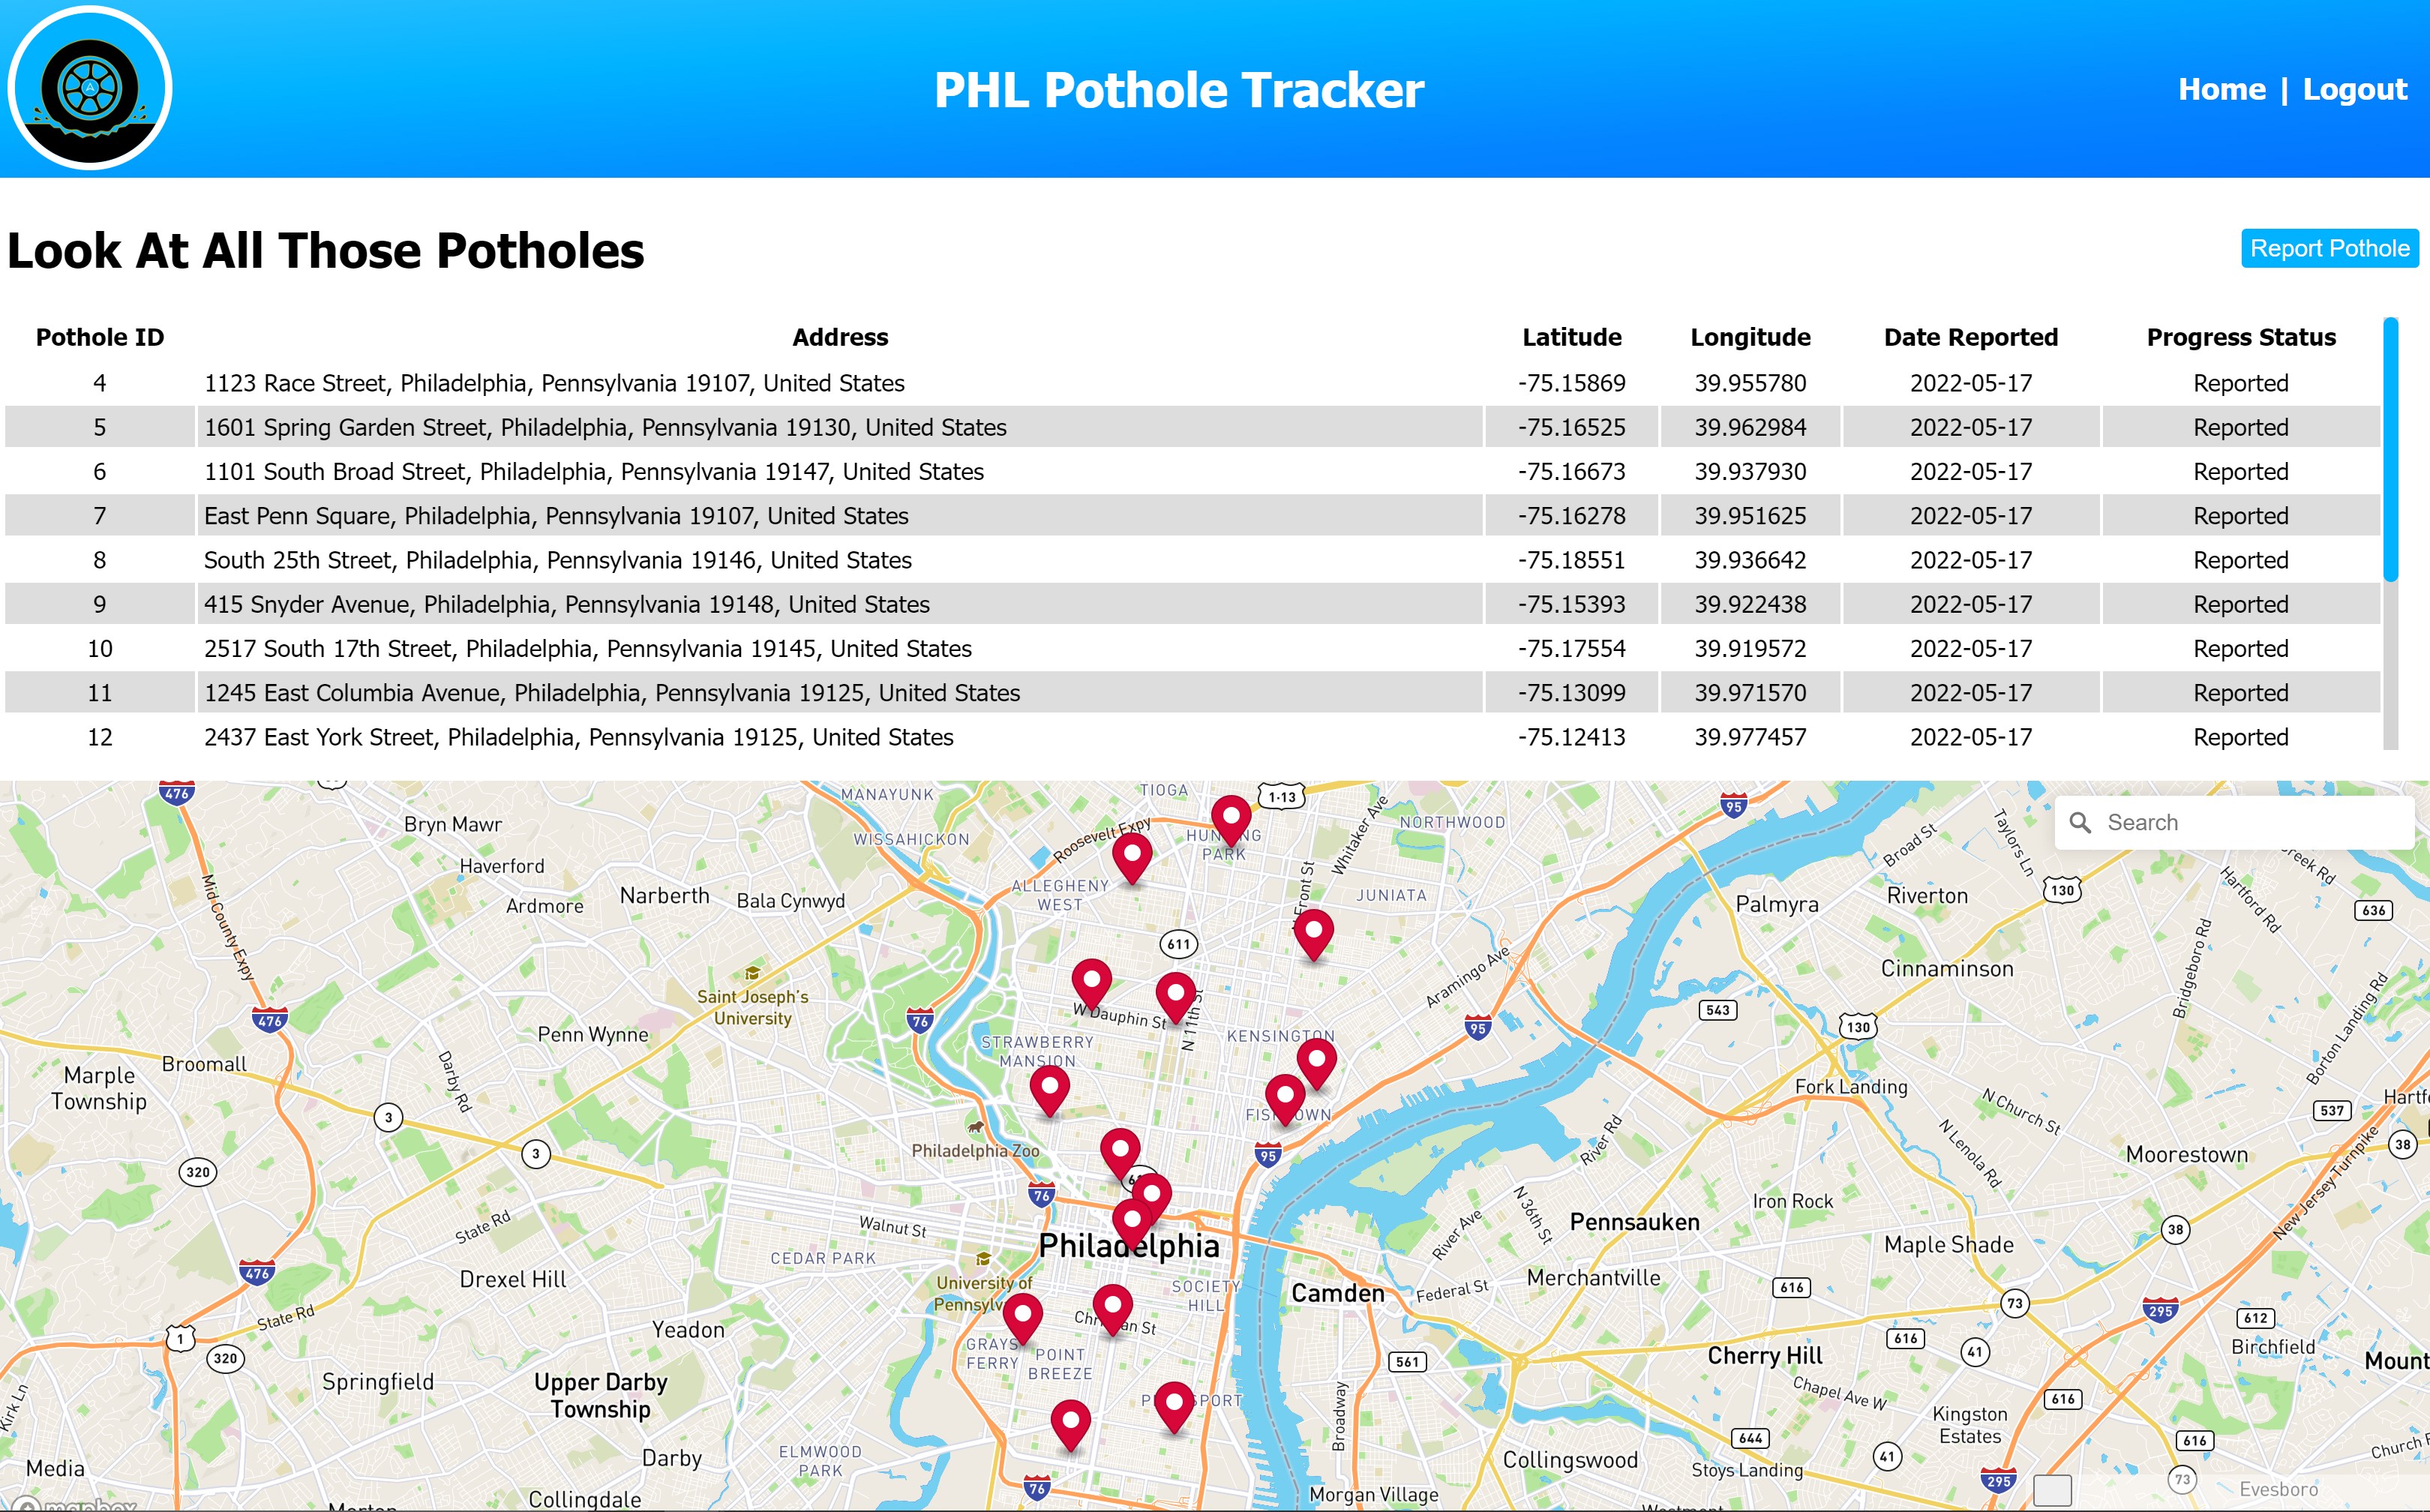 PHL Pothole Tracker
Home | Logout
Look At All Those Potholes
Report Pothole
Pothole ID Address Latitude Longitude Date Reported Progress Status
4 1123 Race Street, Philadelphia, Pennsylvania 19107, United States -75.15869 39.955780 2022-05-17 Reported
5 1601 Spring Garden Street, Philadelphia, Pennsylvania 19130, United States -75.16525 39.962984 2022-05-17 Reported
6 1101 South Broad Street, Philadelphia, Pennsylvania 19147, United States -75.16673 39.937930 2022-05-17 Reported
7 East Penn Square, Philadelphia, Pennsylvania 19107, United States -75.16278 39.951625 2022-05-17 Reported
8 South 25th Street, Philadelphia, Pennsylvania 19146, United States -75.18551 39.936642 2022-05-17 Reported
9 415 Snyder Avenue, Philadelphia, Pennsylvania 19148, United States -75.15393 39.922438 2022-05-17 Reported
10 2517 South 17th Street, Philadelphia, Pennsylvania 19145, United States -75.17554 39.919572 2022-05-17 Reported
11 1245 East Columbia Avenue, Philadelphia, Pennsylvania 19125, United States -75.13099 39.971570 2022-05-17 Reported
12 2437 East York Street, Philadelphia, Pennsylvania 19125, United States -75.12413 39.977457 2022-05-17 Reported
476
MANAYUNK
TIOGA
1-13
95
Search
Bryn Mawr
WISSAHICKON
Roosevelt Expy
PARK
Whitaker Ave
NORTHWOOD
Broad St
Taylors Ln
Hartford Rd
Haverford
Narberth
Ardmore
Bala Cynwyd
ALLEGHENY
WEST
Front St
JUNIATA
Palmyra
Riverton
130
636
Mid County Expy
611
Aramingo Ave
Cinnaminson
Bridgeboro Rd
Saint Joseph's
University
476
76
W Dauphin St
N 11th St
95
543
130
Borton Landing Rd
Penn Wynne
STRAWBERRY
MANSION
KENSINGTON
Broomall
Marple
Township
Darby Rd
Fork Landing
N Church St
537
3
3
Philadelphia Zoo
95
River Rd
N Lenola Rd
Moorestown
38
320
76
N 36th St
Iron Rock
New Jersey Turnpike
State Rd
Walnut St
Philadelphia
River Ave
Pennsauken
Maple Shade
38
476
Drexel Hill
CEDAR PARK
University of
SOCIETY
HILL
Camden
Federal St
Merchantville
616
73
295
612
State Rd
1
Yeadon
GRAYS
FERRY
POINT
BREEZE
561
616
41
Birchfield
320
Cherry Hill
Mount
Springfield
Upper Darby
Township
Broadway
Chapel Ave W
616
Kirk Ln
Kingston
Estates
Darby
ELMWOOD
PARK
Collingswood
644
41
616
Media
76
Stoys Landing
295
73
Evesboro
Collingdale
Morgan Village
mapbox